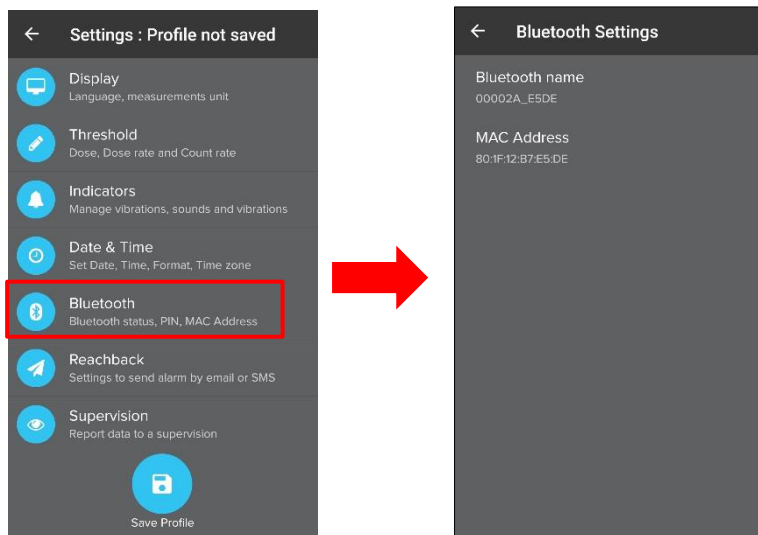 Settings : Profile not saved
Display
Language, measurements unit
Threshold
Dose, Dose rate and Count rate
Indicators
Manage vibrations, sounds and vibrations
Date & Time
Set Date, Time, Format, Time zone
Bluetooth
Bluetooth status, PIN, MAC Address
Reachback
Settings to send alarm by email or SMS
Supervision
Report data to a supervision
Save Profile
Bluetooth Settings
Bluetooth name
00002A_E5DE
MAC Address
80:1F:12:B7:E5:DE